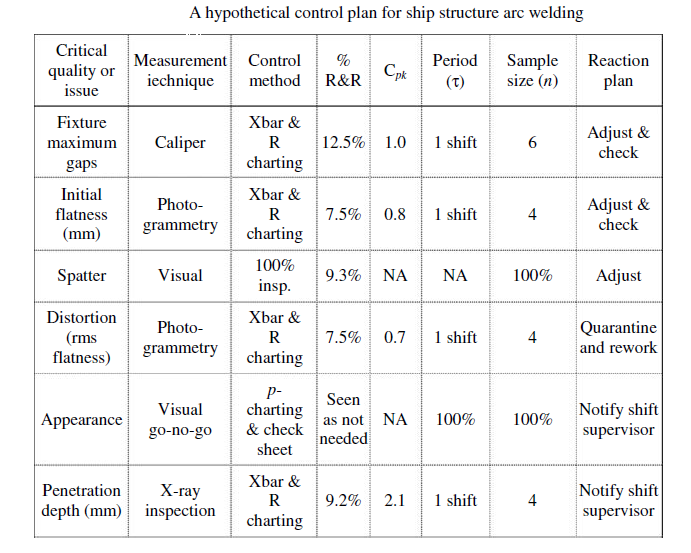 A hypothetical control plan for ship structure arc welding
Critical quality or issue | Measurement iechnique | Control method | % R&R | Cpk | Period (τ) | Sample size (n) | Reaction plan
Fixture maximum gaps | Caliper | Xbar & R charting | 12.5% | 1.0 | 1 shift | 6 | Adjust & check
Initial flatness (mm) | Photo-grammetry | Xbar & R charting | 7.5% | 0.8 | 1 shift | 4 | Adjust & check
Spatter | Visual | 100% insp. | 9.3% | NA | NA | 100% | Adjust
Distortion (rms flatness) | Photo-grammetry | Xbar & R charting | 7.5% | 0.7 | 1 shift | 4 | Quarantine and rework
Appearance | Visual go-no-go | p-charting & check sheet | Seen as not needed | NA | 100% | 100% | Notify shift supervisor
Penetration depth (mm) | X-ray inspection | Xbar & R charting | 9.2% | 2.1 | 1 shift | 4 | Notify shift supervisor